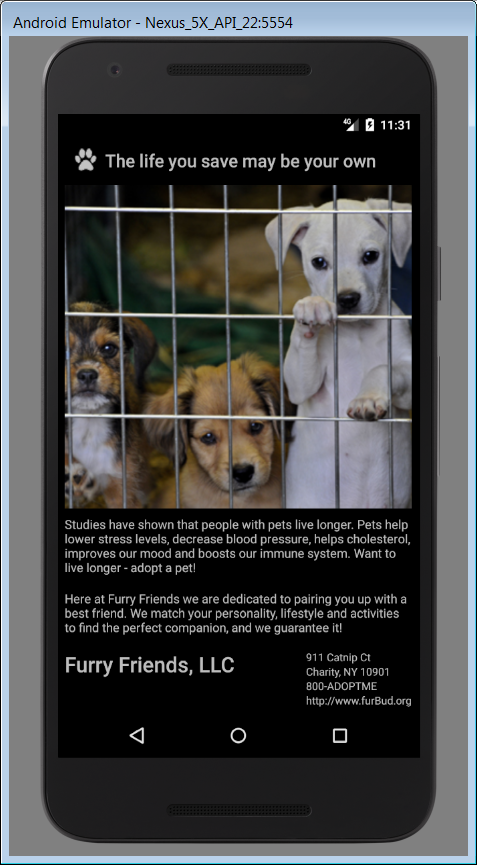 Android Emulator - Nexus_5X_API_22:5554
4G 11:31
The life you save may be your own
Studies have shown that people with pets live longer. Pets help
lower stress levels, decrease blood pressure, helps cholesterol,
improves our mood and boosts our immune system. Want to
live longer - adopt a pet!
Here at Furry Friends we are dedicated to pairing you up with a
best friend. We match your personality, lifestyle and activities
to find the perfect companion, and we guarantee it!
Furry Friends, LLC
911 Catnip Ct
Charity, NY 10901
800-ADOPTME
http://www.furBud.org